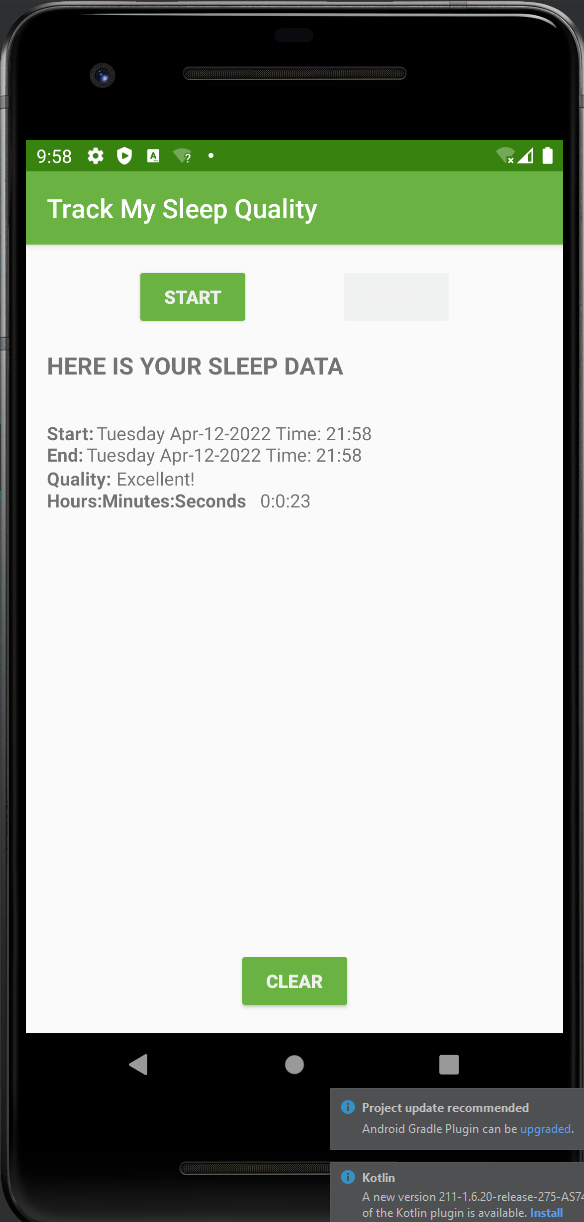 9:58
Track My Sleep Quality
START
HERE IS YOUR SLEEP DATA
Start: Tuesday Apr-12-2022 Time: 21:58
End: Tuesday Apr-12-2022 Time: 21:58
Quality: Excellent!
Hours:Minutes:Seconds 0:0:23
CLEAR
Project update recommended
Android Gradle Plugin can be upgraded.
Kotlin
A new version 211-1.6.20-release-275-AS74
of the Kotlin plugin is available. Install